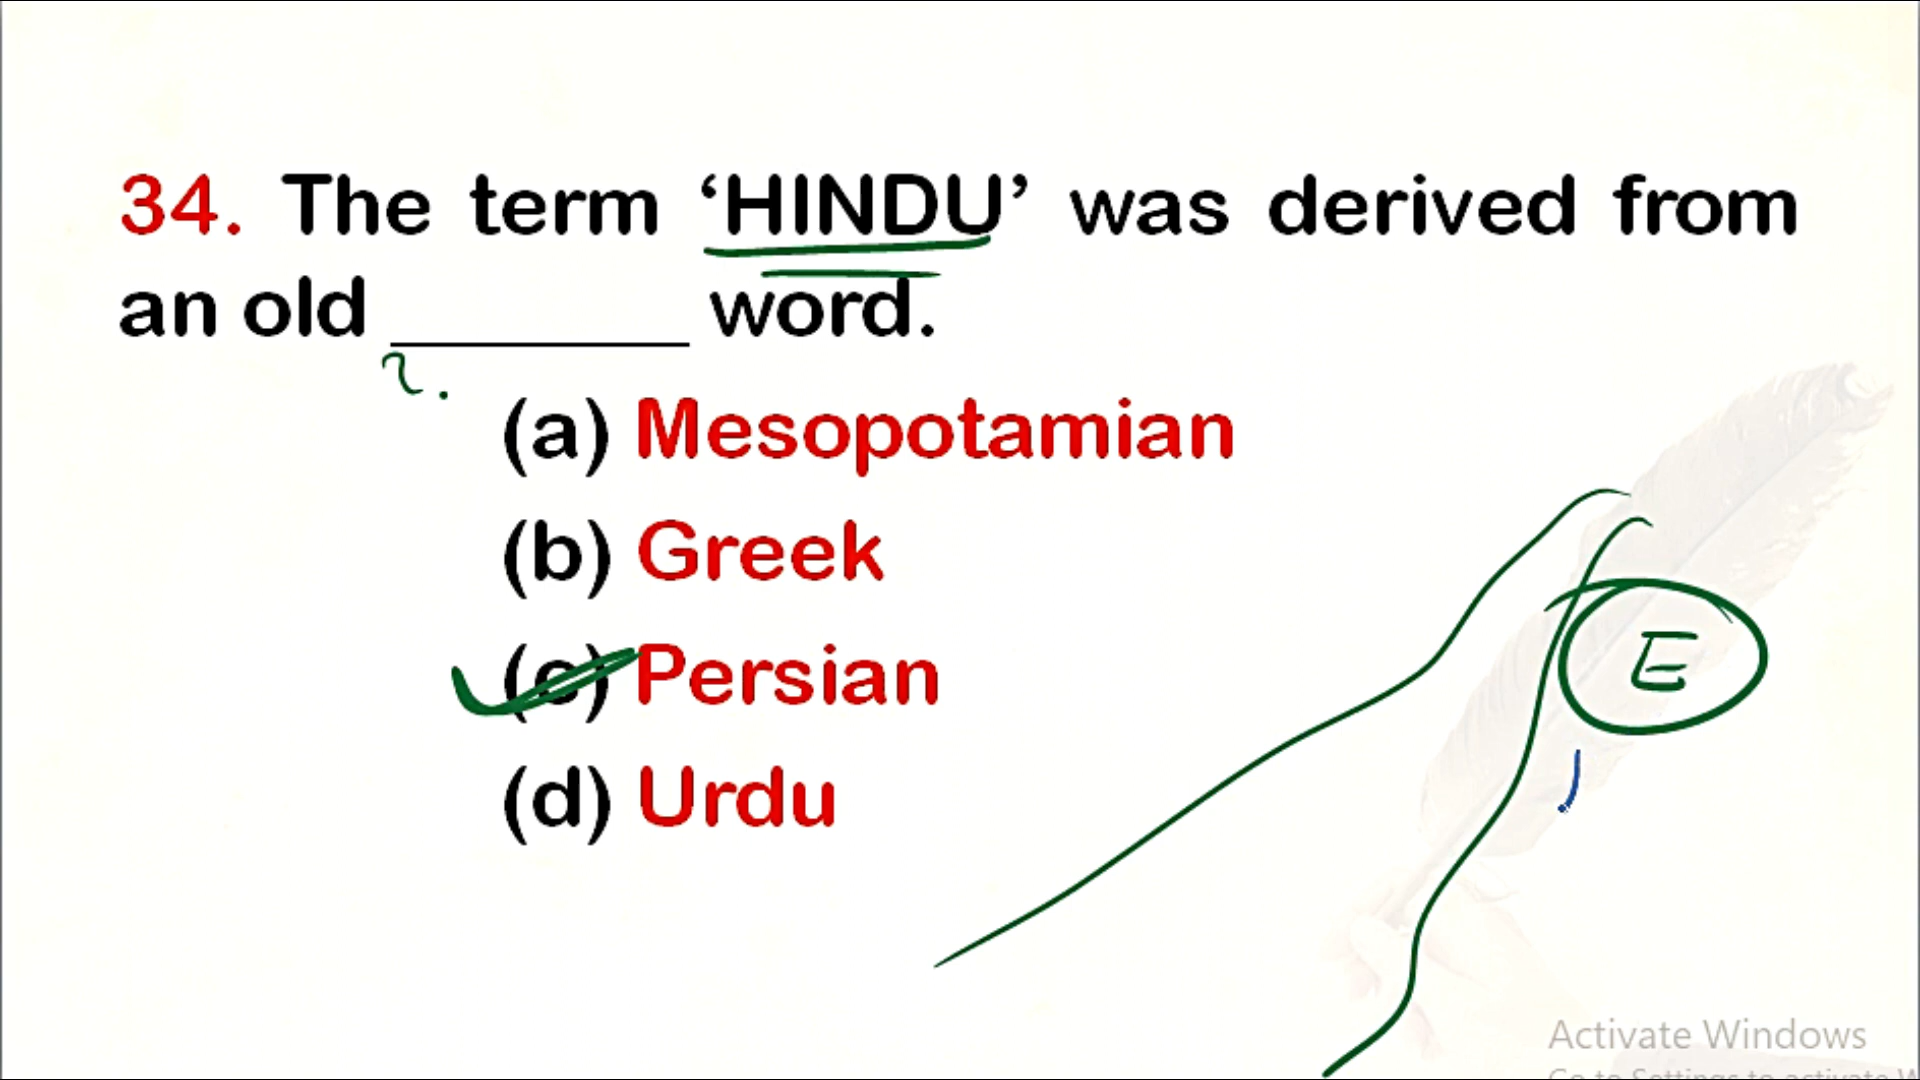 34. The term ‘HINDU’ was derived from
an old ________ word.
?
(a) Mesopotamian
(b) Greek
(c) Persian
(d) Urdu
E
Activate Windows
Go to Settings to activate W